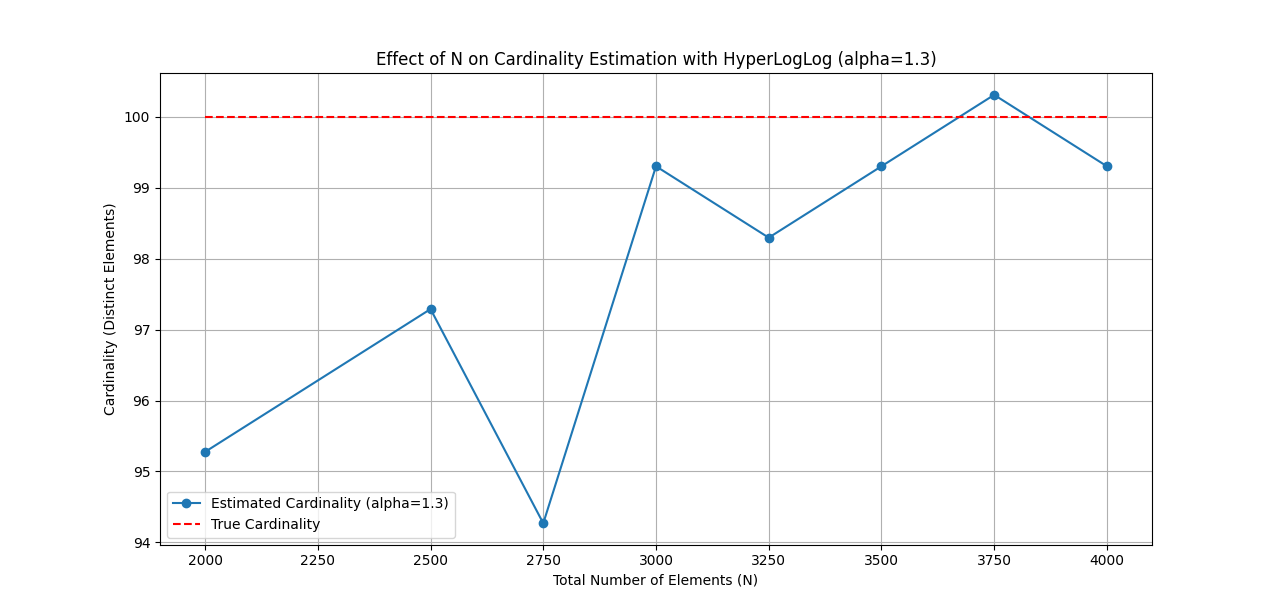 Effect of N on Cardinality Estimation with HyperLogLog (alpha=1.3)
Cardinality (Distinct Elements)
100
99
98
97
96
95
94
Estimated Cardinality (alpha=1.3)
True Cardinality
2000 2250 2500 2750 3000 3250 3500 3750 4000
Total Number of Elements (N)